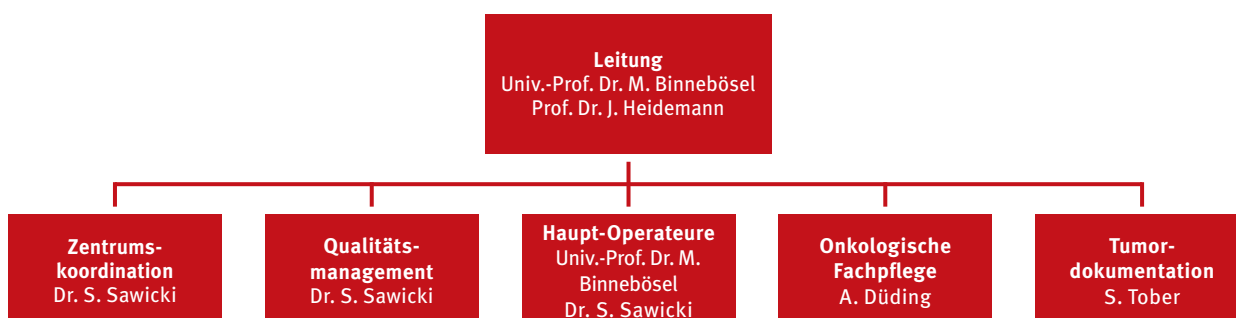 Leitung
Univ.-Prof. Dr. M. Binnebösel
Prof. Dr. J. Heidemann
Zentrums-
koordination
Dr. S. Sawicki
Qualitäts-
management
Dr. S. Sawicki
Haupt-Operateure
Univ.-Prof. Dr. M.
Binnebösel
Dr. S. Sawicki
Onkologische
Fachpflege
A. Düding
Tumor-
dokumentation
S. Tober